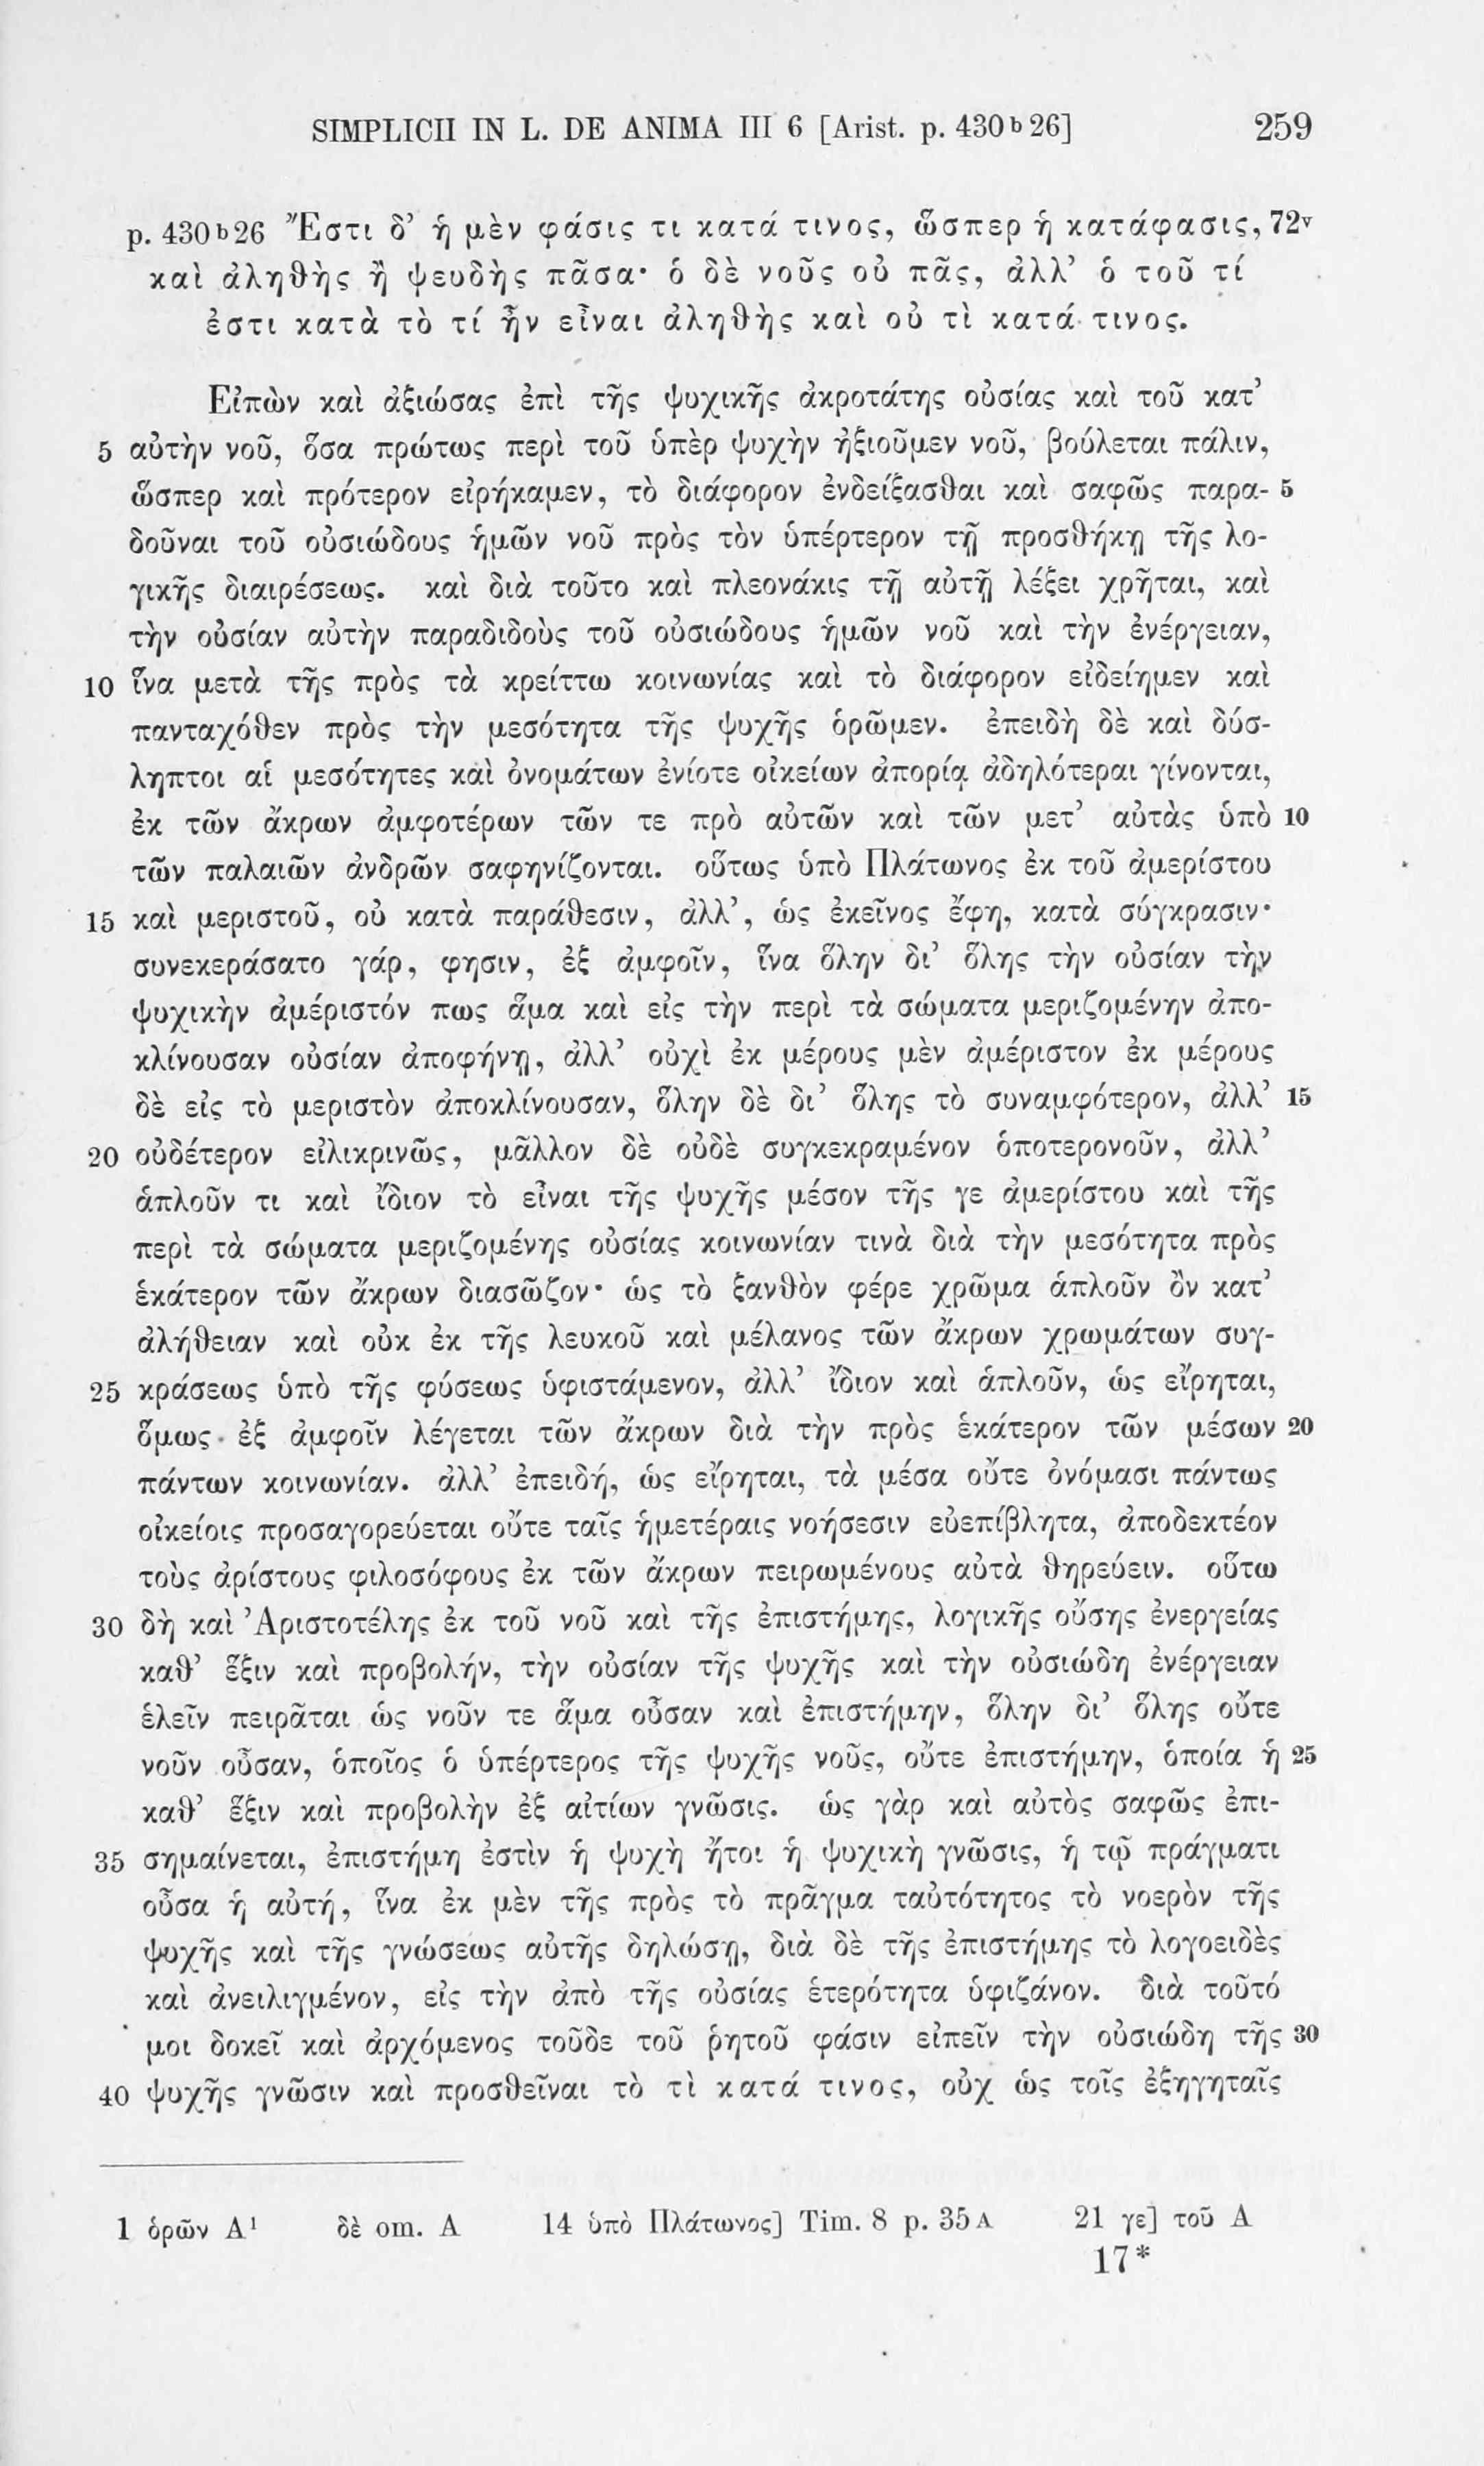 SIMPLICII IN L. DE ANIMA III 6 [Arist. p. 430 b 26] 259
p. 430 b 26 Ἔστι δ’ ἡ μὲν φάσις τι κατά τινος, ὥσπερ ἡ κατάφασις, 72v
καὶ ἀληθὴς ἢ ψευδὴς πᾶσα· ὁ δὲ νοῦς οὐ πᾶς, ἀλλ’ ὁ τοῦ τί
ἐστι κατὰ τὸ τί ἦν εἶναι ἀληθὴς καὶ οὐ τὶ κατά τινος.
Εἰπὼν καὶ ἀξιώσας ἐπὶ τῆς ψυχικῆς ἀκροτάτης οὐσίας καὶ τοῦ κατ’
5 αὐτὴν νοῦ, ὅσα πρώτως περὶ τοῦ ὑπὲρ ψυχὴν ἠξιοῦμεν νοῦ, βούλεται πάλιν,
ὥσπερ καὶ πρότερον εἰρήκαμεν, τὸ διάφορον ἐνδείξασθαι καὶ σαφῶς παρα- 5
δοῦναι τοῦ οὐσιώδους ἡμῶν νοῦ πρὸς τὸν ὑπέρτερον τῇ προσθήκῃ τῆς λο-
γικῆς διαιρέσεως. καὶ διὰ τοῦτο καὶ πλεονάκις τῇ αὐτῇ λέξει χρῆται, καὶ
τὴν οὐσίαν αὐτὴν παραδιδοὺς τοῦ οὐσιώδους ἡμῶν νοῦ καὶ τὴν ἐνέργειαν,
10 ἵνα μετὰ τῆς πρὸς τὰ κρείττω κοινωνίας καὶ τὸ διάφορον εἰδείημεν καὶ
πανταχόθεν πρὸς τὴν μεσότητα τῆς ψυχῆς ὁρῶμεν. ἐπειδὴ δὲ καὶ δύσ-
ληπτοι αἱ μεσότητες καὶ ὀνομάτων ἐνίοτε οἰκείων ἀπορίᾳ ἀδηλότεραι γίνονται,
ἐκ τῶν ἄκρων ἀμφοτέρων τῶν τε πρὸ αὐτῶν καὶ τῶν μετ’ αὐτὰς ὑπὸ 10
τῶν παλαιῶν ἀνδρῶν σαφηνίζονται. οὕτως ὑπὸ Πλάτωνος ἐκ τοῦ ἀμερίστου
15 καὶ μεριστοῦ, οὐ κατὰ παράθεσιν, ἀλλ’, ὡς ἐκεῖνος ἔφη, κατὰ σύγκρασιν·
συνεκεράσατο γάρ, φησιν, ἐξ ἀμφοῖν, ἵνα ὅλην δι’ ὅλης τὴν οὐσίαν τὴν
ψυχικὴν ἀμέριστόν πως ἅμα καὶ εἰς τὴν περὶ τὰ σώματα μεριζομένην ἀπο-
κλίνουσαν οὐσίαν ἀποφήνῃ, ἀλλ’ οὐχὶ ἐκ μέρους μὲν ἀμέριστον ἐκ μέρους
δὲ εἰς τὸ μεριστὸν ἀποκλίνουσαν, ὅλην δὲ δι’ ὅλης τὸ συναμφότερον, ἀλλ’ 15
20 οὐδέτερον εἰλικρινῶς, μᾶλλον δὲ οὐδὲ συγκεκραμένον ὁποτερονοῦν, ἀλλ’
ἁπλοῦν τι καὶ ἴδιον τὸ εἶναι τῆς ψυχῆς μέσον τῆς γε ἀμερίστου καὶ τῆς
περὶ τὰ σώματα μεριζομένης οὐσίας κοινωνίαν τινὰ διὰ τὴν μεσότητα πρὸς
ἑκάτερον τῶν ἄκρων διασῶζον· ὡς τὸ ξανθὸν φέρε χρῶμα ἁπλοῦν ὂν κατ’
ἀλήθειαν καὶ οὐκ ἐκ τῆς λευκοῦ καὶ μέλανος τῶν ἄκρων χρωμάτων συγ-
25 κράσεως ὑπὸ τῆς φύσεως ὑφιστάμενον, ἀλλ’ ἴδιον καὶ ἁπλοῦν, ὡς εἴρηται,
ὅμως ἐξ ἀμφοῖν λέγεται τῶν ἄκρων διὰ τὴν πρὸς ἑκάτερον τῶν μέσων 20
πάντων κοινωνίαν. ἀλλ’ ἐπειδή, ὡς εἴρηται, τὰ μέσα οὔτε ὀνόμασι πάντως
οἰκείοις προσαγορεύεται οὔτε ταῖς ἡμετέραις νοήσεσιν εὐεπίβλητα, ἀποδεκτέον
τοὺς ἀρίστους φιλοσόφους ἐκ τῶν ἄκρων πειρωμένους αὐτὰ θηρεύειν. οὕτω
30 δὴ καὶ Ἀριστοτέλης ἐκ τοῦ νοῦ καὶ τῆς ἐπιστήμης, λογικῆς οὔσης ἐνεργείας
καθ’ ἕξιν καὶ προβολήν, τὴν οὐσίαν τῆς ψυχῆς καὶ τὴν οὐσιώδη ἐνέργειαν
ἑλεῖν πειρᾶται ὡς νοῦν τε ἅμα οὖσαν καὶ ἐπιστήμην, ὅλην δι’ ὅλης οὔτε
νοῦν οὖσαν, ὁποῖος ὁ ὑπέρτερος τῆς ψυχῆς νοῦς, οὔτε ἐπιστήμην, ὁποία ἡ 25
καθ’ ἕξιν καὶ προβολὴν ἐξ αἰτίων γνῶσις. ὡς γὰρ καὶ αὐτὸς σαφῶς ἐπι-
35 σημαίνεται, ἐπιστήμη ἐστὶν ἡ ψυχὴ ἤτοι ἡ ψυχικὴ γνῶσις, ἡ τῷ πράγματι
οὖσα ἡ αὐτή, ἵνα ἐκ μὲν τῆς πρὸς τὸ πρᾶγμα ταὐτότητος τὸ νοερὸν τῆς
ψυχῆς καὶ τῆς γνώσεως αὐτῆς δηλώσῃ, διὰ δὲ τῆς ἐπιστήμης τὸ λογοειδὲς
καὶ ἀνειλιγμένον, εἰς τὴν ἀπὸ τῆς οὐσίας ἑτερότητα ὑφιζάνον. διὰ τοῦτό
μοι δοκεῖ καὶ ἀρχόμενος τοῦδε τοῦ ῥητοῦ φάσιν εἰπεῖν τὴν οὐσιώδη τῆς 30
40 ψυχῆς γνῶσιν καὶ προσθεῖναι τὸ τὶ κατά τινος, οὐχ ὡς τοῖς ἐξηγηταῖς
1 ὁρῶν A¹ δὲ om. A 14 ὑπὸ Πλάτωνος] Tim. 8 p. 35 A 21 γε] τοῦ A
17*